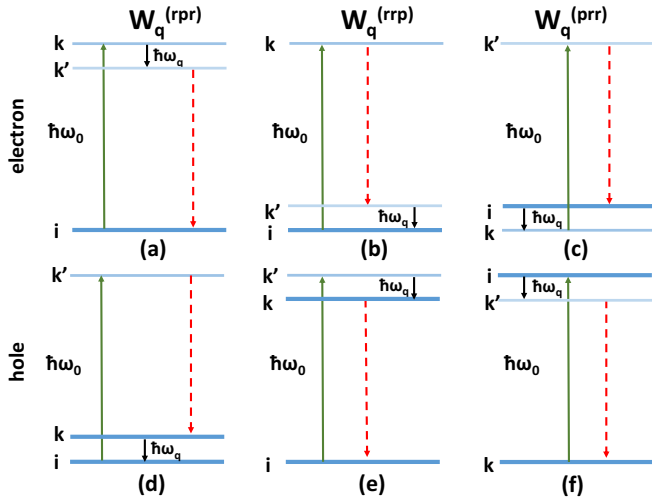 W_q^(rpr) W_q^(rrp) W_q^(prr)
electron
k
k'
ħω_q
ħω_0
i
(a)
k
ħω_0
k'
ħω_q
i
(b)
k'
ħω_0
i
ħω_q
k
(c)
hole
k'
ħω_0
k
ħω_q
i
(d)
k'
ħω_q
k
ħω_0
i
(e)
i
ħω_q
k'
ħω_0
k
(f)